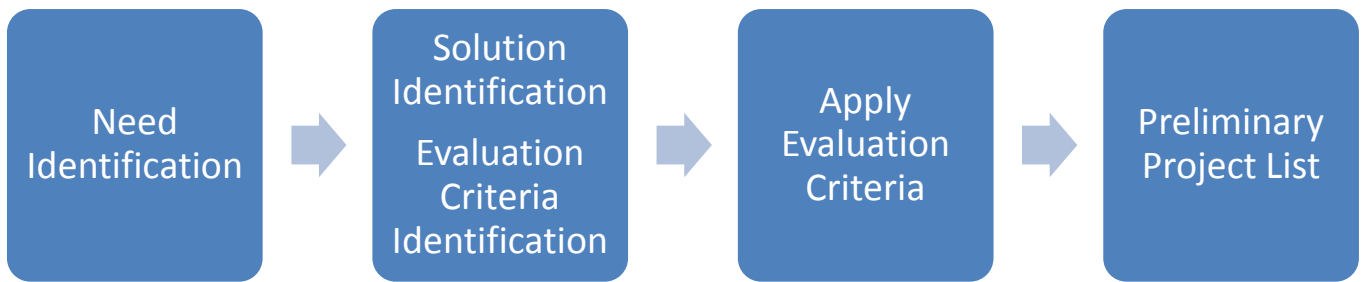 Need
Identification
Solution
Identification
Evaluation
Criteria
Identification
Apply
Evaluation
Criteria
Preliminary
Project List